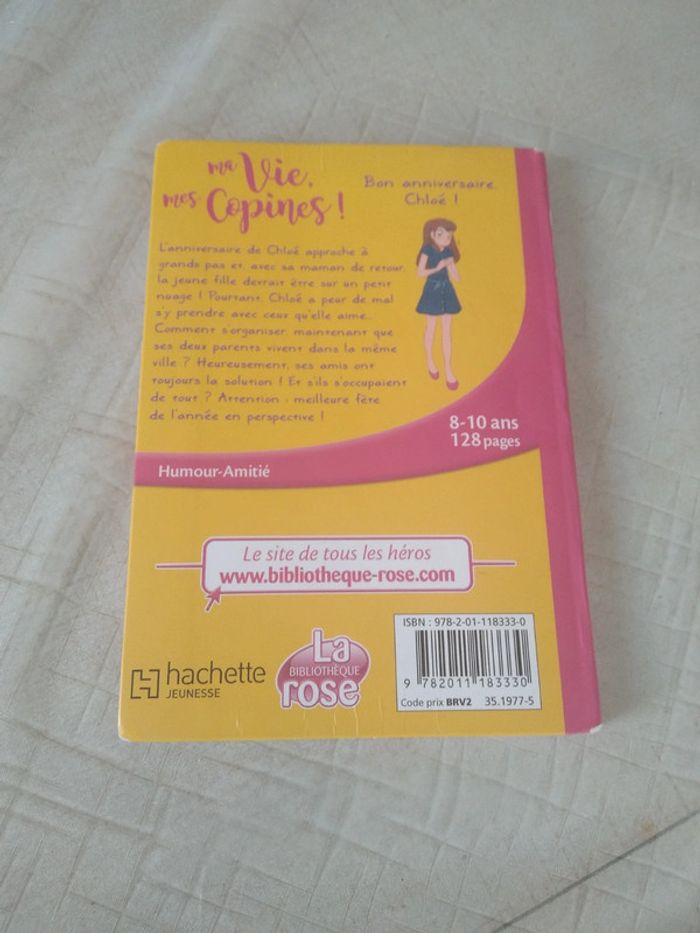 ma Vie,
mes Copines !
Bon anniversaire,
Chloé !
L'anniversaire de Chloé approche à
grands pas et, avec sa maman de retour,
la jeune fille devrait être sur un petit
nuage ! Pourtant, Chloé a peur de mal
s'y prendre avec ceux qu'elle aime...
Comment s'organiser, maintenant que
ses deux parents vivent dans la même
ville ? Heureusement, ses amis ont
toujours la solution ! Et s'ils s'occupaient
de tout ? Attention : meilleure fête
de l'année en perspective !
8-10 ans
128 pages
Humour-Amitié
Le site de tous les héros
www.bibliotheque-rose.com
hachette
JEUNESSE
La
BIBLIOTHÈQUE
rose
ISBN : 978-2-01-118333-0
9 782011 183330
Code prix BRV2 35.1977-5